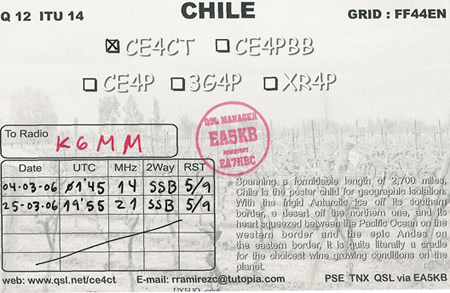 CHILE
Q 12 ITU 14
GRID : FF44EN
☒ CE4CT ☐ CE4PBB
☐ CE4P ☐ 3G4P ☐ XR4P
QSL MANAGER
EA5KB
EA7HBC
To Radio
K6MM
Date UTC MHz 2Way RST
04-03-06 01'45 14 SSB 5/9
25-03-06 19'55 21 SSB 5/9
Spanning a formidable length of 2,700 miles,
Chile is the poster child for geographic isolation.
With the frigid Antarctic Ice off its southern
border, a desert off the northern one, and its
heart squeezed between the Pacific Ocean on the
western border and the epic Andes on
the eastern border, it is quite literally a cradle
for the choicest wine growing conditions on the
planet.
web: www.qsl.net/ce4ct E-mail: rramirezc@tutopia.com PSE TNX QSL via EA5KB